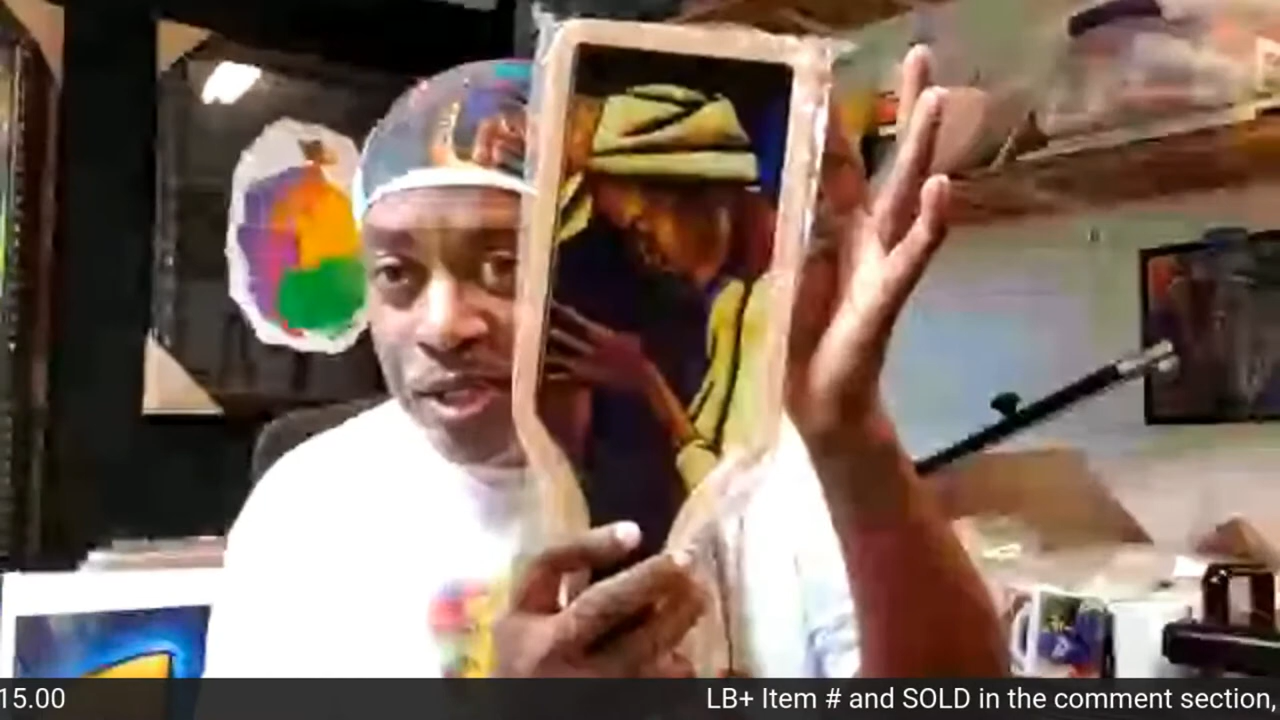 15.00 LB+ Item # and SOLD in the comment section,